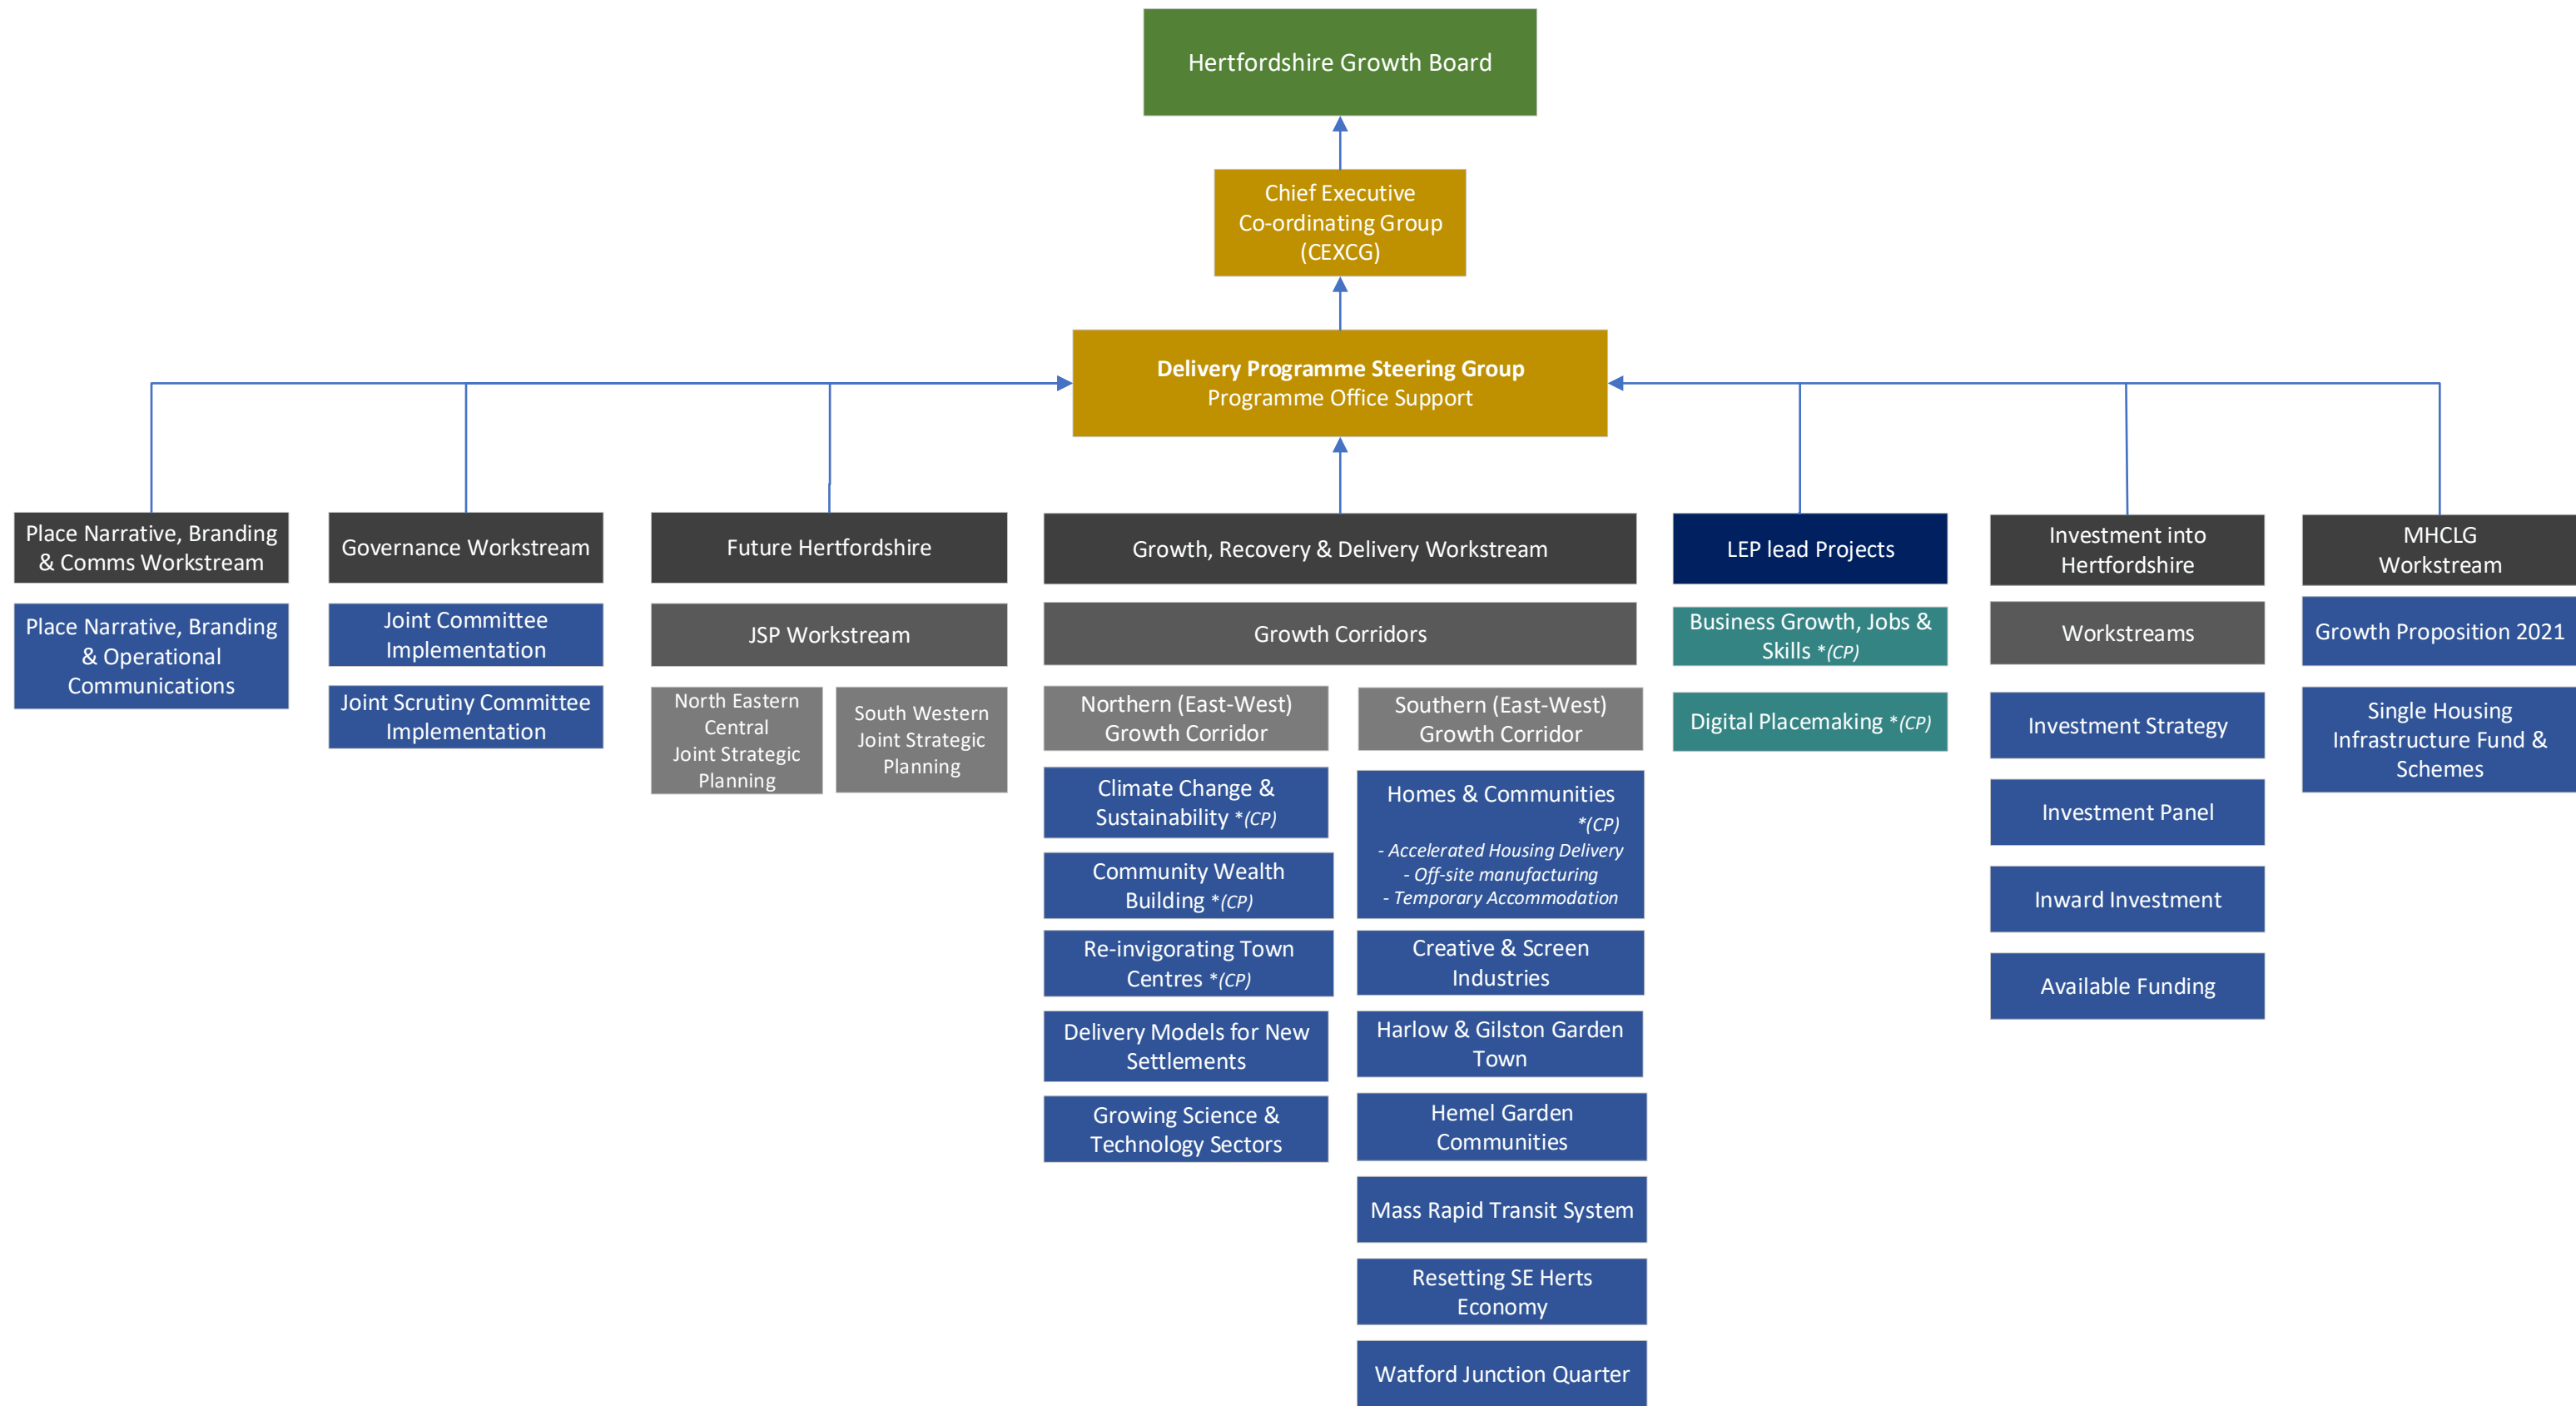 Hertfordshire Growth Board
Chief Executive
Co-ordinating Group
(CEXCG)
Delivery Programme Steering Group
Programme Office Support
Place Narrative, Branding
& Comms Workstream
Place Narrative, Branding
& Operational
Communications
Governance Workstream
Joint Committee
Implementation
Joint Scrutiny Committee
Implementation
Future Hertfordshire
JSP Workstream
North Eastern
Central
Joint Strategic
Planning
South Western
Joint Strategic
Planning
Growth, Recovery & Delivery Workstream
Growth Corridors
Northern (East-West)
Growth Corridor
Climate Change &
Sustainability *(CP)
Community Wealth
Building *(CP)
Re-invigorating Town
Centres *(CP)
Delivery Models for New
Settlements
Growing Science &
Technology Sectors
Southern (East-West)
Growth Corridor
Homes & Communities
*(CP)
- Accelerated Housing Delivery
- Off-site manufacturing
- Temporary Accommodation
Creative & Screen
Industries
Harlow & Gilston Garden
Town
Hemel Garden
Communities
Mass Rapid Transit System
Resetting SE Herts
Economy
Watford Junction Quarter
LEP lead Projects
Business Growth, Jobs &
Skills *(CP)
Digital Placemaking *(CP)
Investment into
Hertfordshire
Workstreams
Investment Strategy
Investment Panel
Inward Investment
Available Funding
MHCLG
Workstream
Growth Proposition 2021
Single Housing
Infrastructure Fund &
Schemes